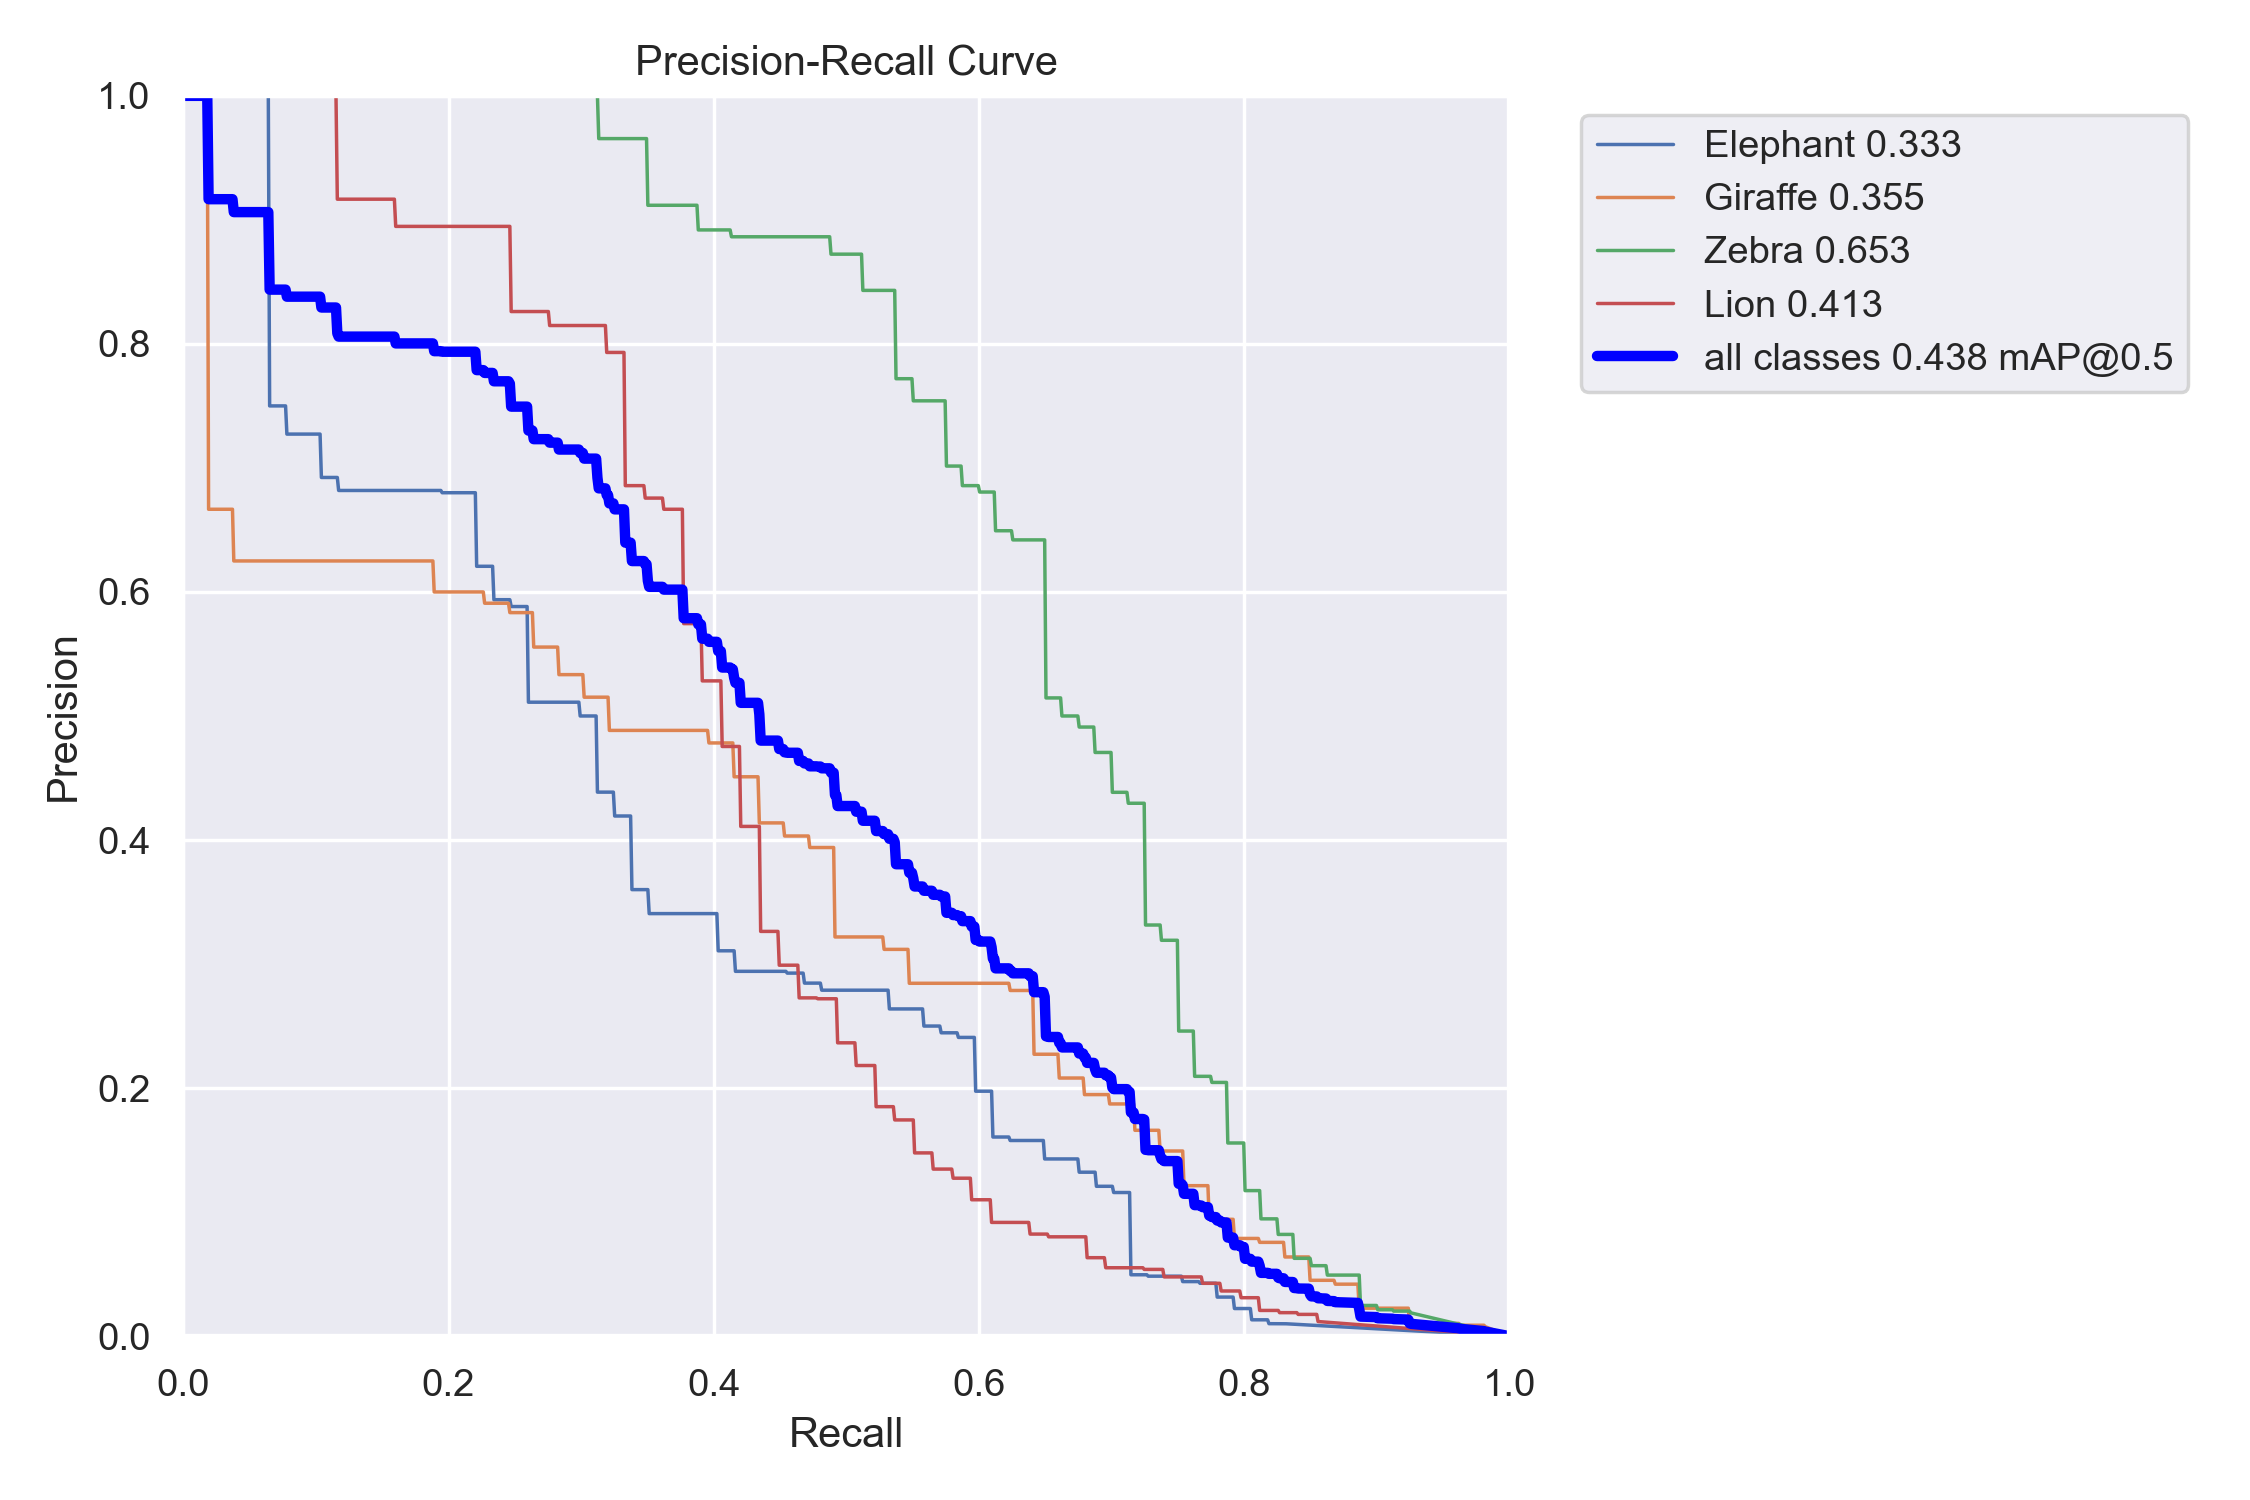 Precision-Recall Curve
1.0
0.8
0.6
0.4
0.2
0.0
Precision
0.0 0.2 0.4 0.6 0.8 1.0
Recall
Elephant 0.333
Giraffe 0.355
Zebra 0.653
Lion 0.413
all classes 0.438 mAP@0.5